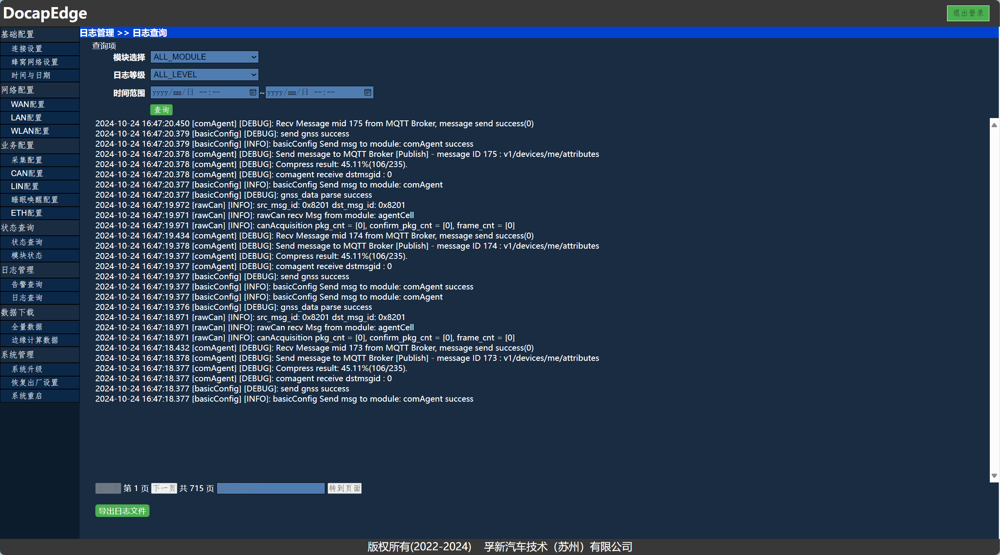 DocapEdge
退出登录
基础配置
连接设置
蜂窝网络设置
时间与日期
网络配置
WAN配置
LAN配置
WLAN配置
业务配置
采集配置
CAN配置
LIN配置
睡眠唤醒配置
ETH配置
状态查询
状态查询
模块状态
日志管理
告警查询
日志查询
数据下载
全量数据
边缘计算数据
系统管理
系统升级
恢复出厂设置
系统重启
日志管理 >> 日志查询
查询项
模块选择 ALL_MODULE
日志等级 ALL_LEVEL
时间范围 yyyy/mm/日 --:-- ~ yyyy/mm/日 --:--
查询
2024-10-24 16:47:20.450 [comAgent] [DEBUG]: Recv Message mid 175 from MQTT Broker, message send success(0)
2024-10-24 16:47:20.379 [basicConfig] [DEBUG]: send gnss success
2024-10-24 16:47:20.379 [basicConfig] [INFO]: basicConfig Send msg to module: comAgent success
2024-10-24 16:47:20.378 [comAgent] [DEBUG]: Send message to MQTT Broker [Publish] - message ID 175 : v1/devices/me/attributes
2024-10-24 16:47:20.378 [comAgent] [DEBUG]: Compress result: 45.11%(106/235).
2024-10-24 16:47:20.378 [comAgent] [DEBUG]: comagent receive dstmsgid : 0
2024-10-24 16:47:20.377 [basicConfig] [INFO]: basicConfig Send msg to module: comAgent
2024-10-24 16:47:20.377 [basicConfig] [DEBUG]: gnss_data parse success
2024-10-24 16:47:19.972 [rawCan] [INFO]: src_msg_id: 0x8201 dst_msg_id: 0x8201
2024-10-24 16:47:19.971 [rawCan] [INFO]: rawCan recv Msg from module: agentCell
2024-10-24 16:47:19.971 [rawCan] [INFO]: canAcquisition pkg_cnt = [0], confirm_pkg_cnt = [0], frame_cnt = [0]
2024-10-24 16:47:19.434 [comAgent] [DEBUG]: Recv Message mid 174 from MQTT Broker, message send success(0)
2024-10-24 16:47:19.378 [comAgent] [DEBUG]: Send message to MQTT Broker [Publish] - message ID 174 : v1/devices/me/attributes
2024-10-24 16:47:19.377 [comAgent] [DEBUG]: Compress result: 45.11%(106/235).
2024-10-24 16:47:19.377 [comAgent] [DEBUG]: comagent receive dstmsgid : 0
2024-10-24 16:47:19.377 [basicConfig] [DEBUG]: send gnss success
2024-10-24 16:47:19.377 [basicConfig] [INFO]: basicConfig Send msg to module: comAgent success
2024-10-24 16:47:19.377 [basicConfig] [INFO]: basicConfig Send msg to module: comAgent
2024-10-24 16:47:19.376 [basicConfig] [DEBUG]: gnss_data parse success
2024-10-24 16:47:18.971 [rawCan] [INFO]: src_msg_id: 0x8201 dst_msg_id: 0x8201
2024-10-24 16:47:18.971 [rawCan] [INFO]: rawCan recv Msg from module: agentCell
2024-10-24 16:47:18.971 [rawCan] [INFO]: canAcquisition pkg_cnt = [0], confirm_pkg_cnt = [0], frame_cnt = [0]
2024-10-24 16:47:18.432 [comAgent] [DEBUG]: Recv Message mid 173 from MQTT Broker, message send success(0)
2024-10-24 16:47:18.378 [comAgent] [DEBUG]: Send message to MQTT Broker [Publish] - message ID 173 : v1/devices/me/attributes
2024-10-24 16:47:18.377 [comAgent] [DEBUG]: Compress result: 45.11%(106/235).
2024-10-24 16:47:18.377 [comAgent] [DEBUG]: comagent receive dstmsgid : 0
2024-10-24 16:47:18.377 [basicConfig] [DEBUG]: send gnss success
2024-10-24 16:47:18.377 [basicConfig] [INFO]: basicConfig Send msg to module: comAgent success
上一页 第 1 页 下一页 共 715 页 转到页面
导出日志文件
版权所有(2022-2024) 孚新汽车技术（苏州）有限公司